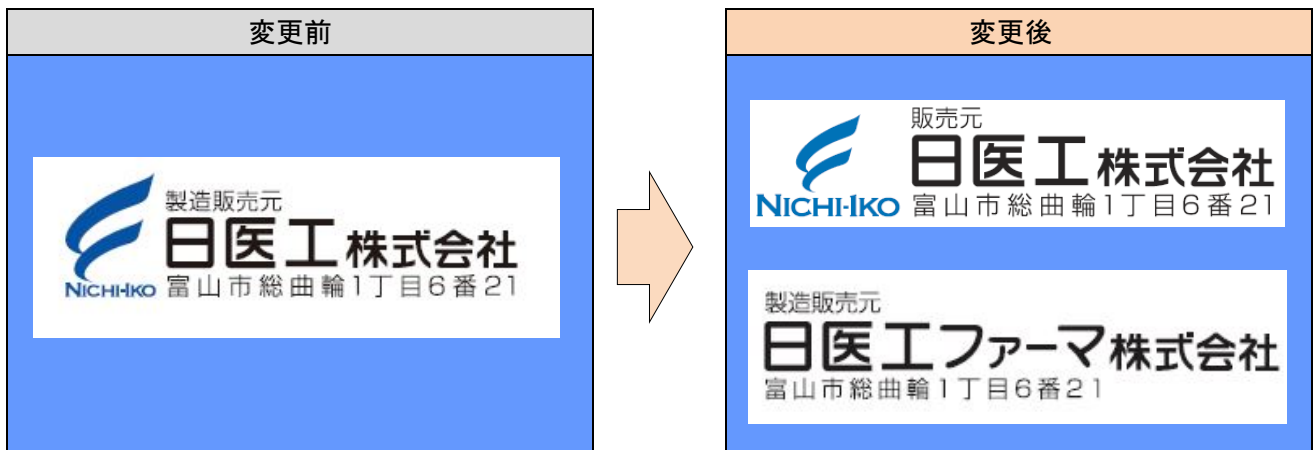 変更前
製造販売元
日医工株式会社
NICHI-IKO
富山市総曲輪1丁目6番21
変更後
販売元
日医工株式会社
NICHI-IKO
富山市総曲輪1丁目6番21
製造販売元
日医工ファーマ株式会社
富山市総曲輪1丁目6番21